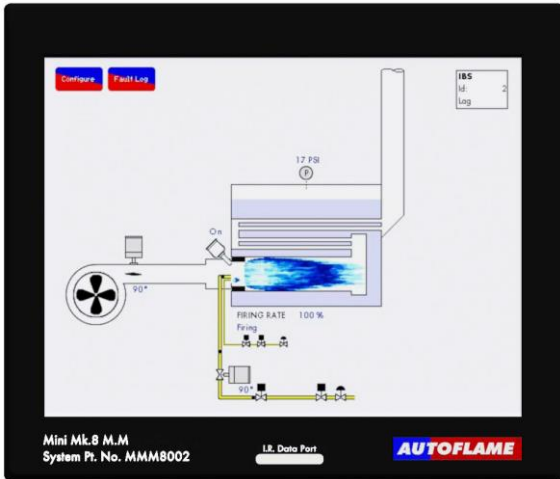 Configure
Fault Log
IBS
Id: 2
Lag
17 PSI
P
On
90°
FIRING RATE 100 %
Firing
90°
Mini Mk.8 M.M
System Pt. No. MMM8002
I.R. Data Port
AUTOFLAME